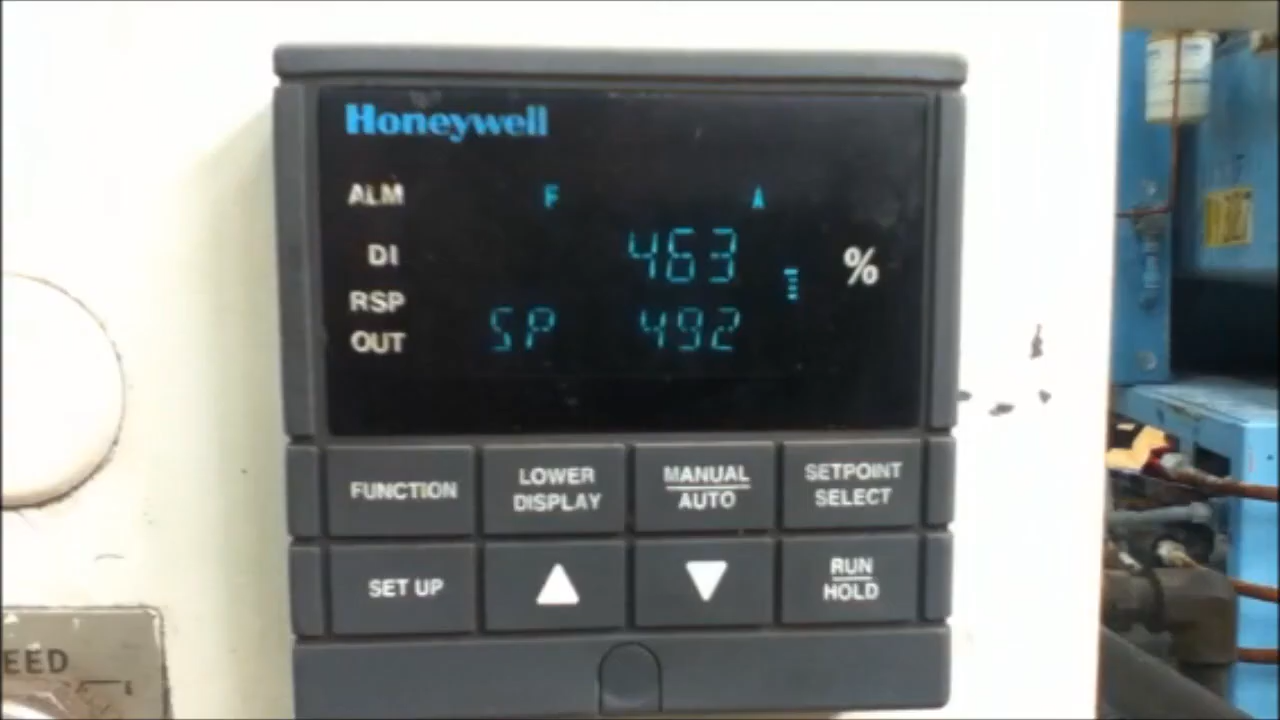 Honeywell
ALM F A
DI 463 %
RSP
OUT SP 492
FUNCTION
LOWER
DISPLAY
MANUAL
AUTO
SETPOINT
SELECT
SET UP
RUN
HOLD
EED